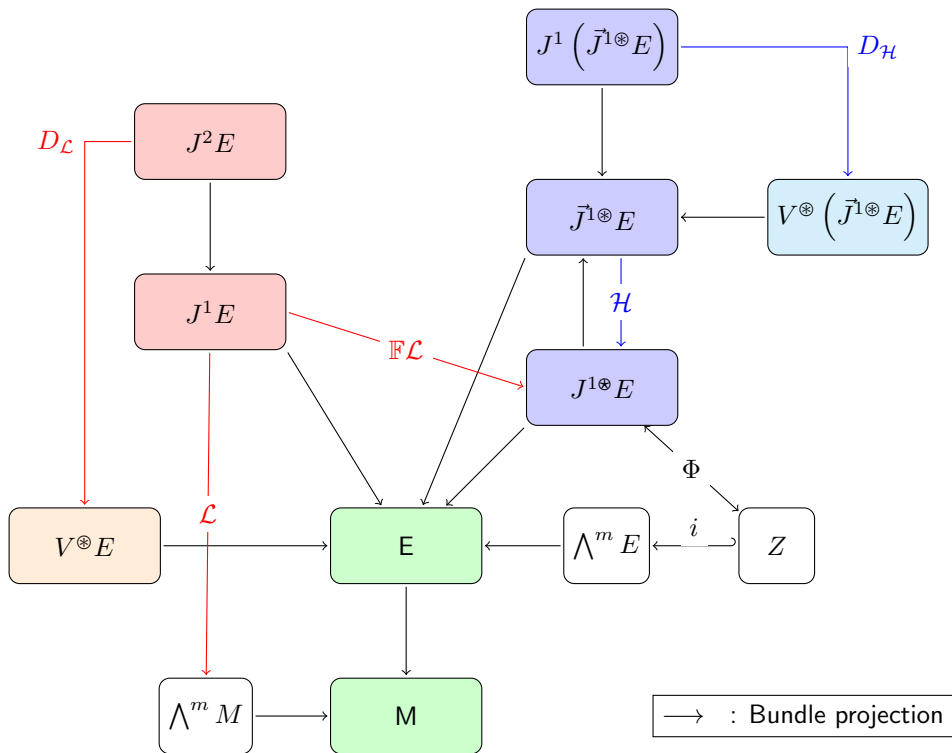 J¹ (J⃗¹⊛E)
D_ℋ
D_ℒ
J²E
J⃗¹⊛E
V⊛ (J⃗¹⊛E)
J¹E
ℋ
𝔽ℒ
J¹⊛E
Φ
ℒ
V⊛E
E
⋀ᵐ E
i
Z
⋀ᵐ M
M
⟶ : Bundle projection